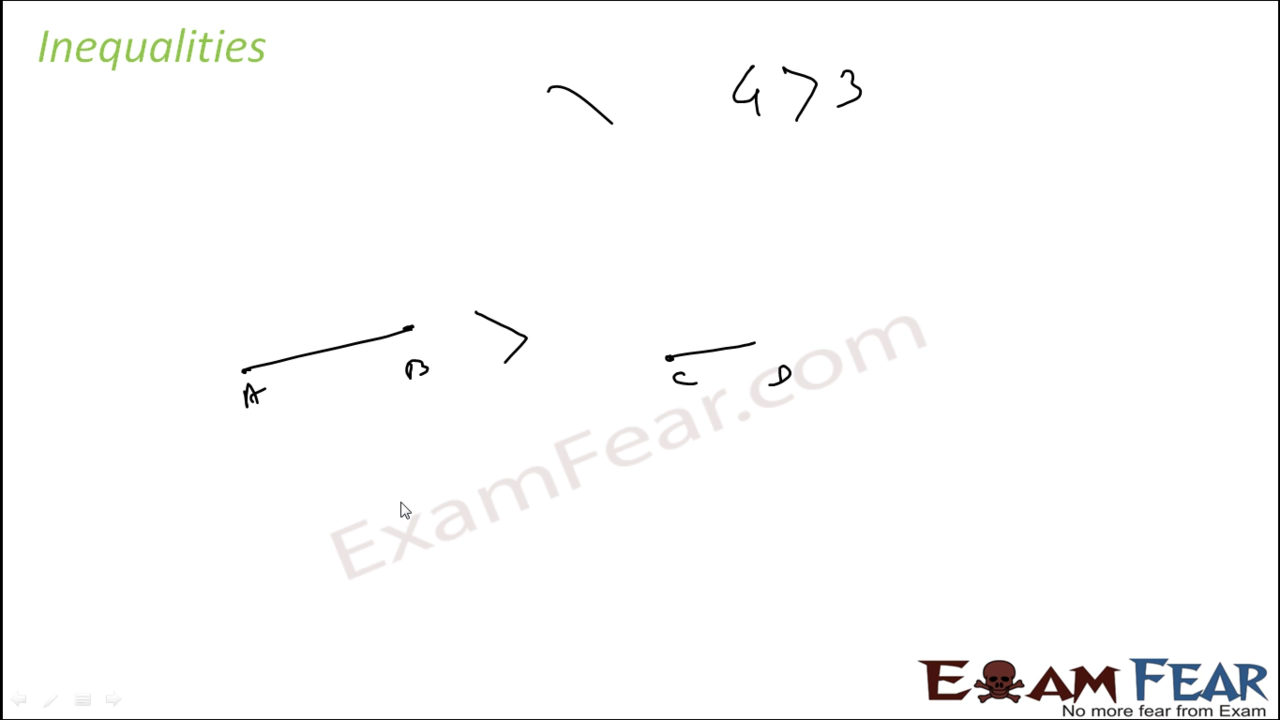 Inequalities
4 > 3
A B > C D
ExamFear.com
EXAM FEAR
No more fear from Exam